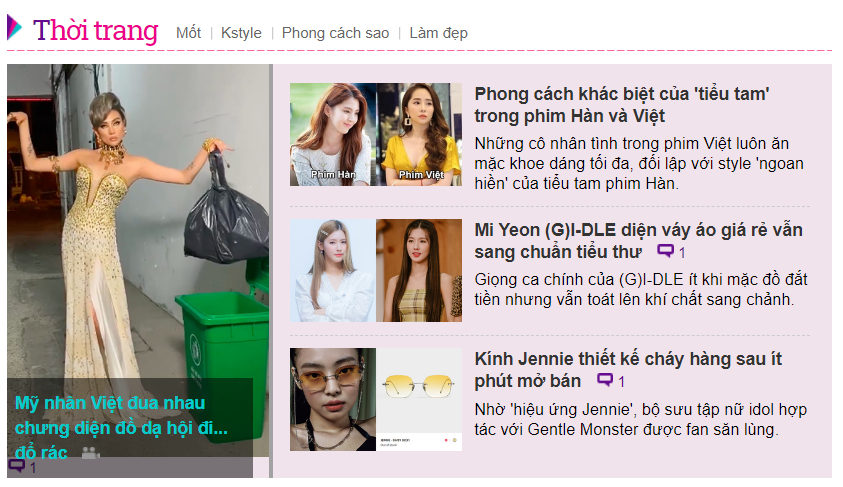 Thời trang
Mốt | Kstyle | Phong cách sao | Làm đẹp
Mỹ nhân Việt đua nhau
chưng diện đồ dạ hội đi...
đổ rác
1
Phim Hàn
Phim Việt
Phong cách khác biệt của 'tiểu tam'
trong phim Hàn và Việt
Những cô nhân tình trong phim Việt luôn ăn
mặc khoe dáng tối đa, đối lập với style 'ngoan
hiền' của tiểu tam phim Hàn.
Mi Yeon (G)I-DLE diện váy áo giá rẻ vẫn
sang chuẩn tiểu thư 1
Giọng ca chính của (G)I-DLE ít khi mặc đồ đắt
tiền nhưng vẫn toát lên khí chất sang chảnh.
Kính Jennie thiết kế cháy hàng sau ít
phút mở bán 1
Nhờ 'hiệu ứng Jennie', bộ sưu tập nữ idol hợp
tác với Gentle Monster được fan săn lùng.